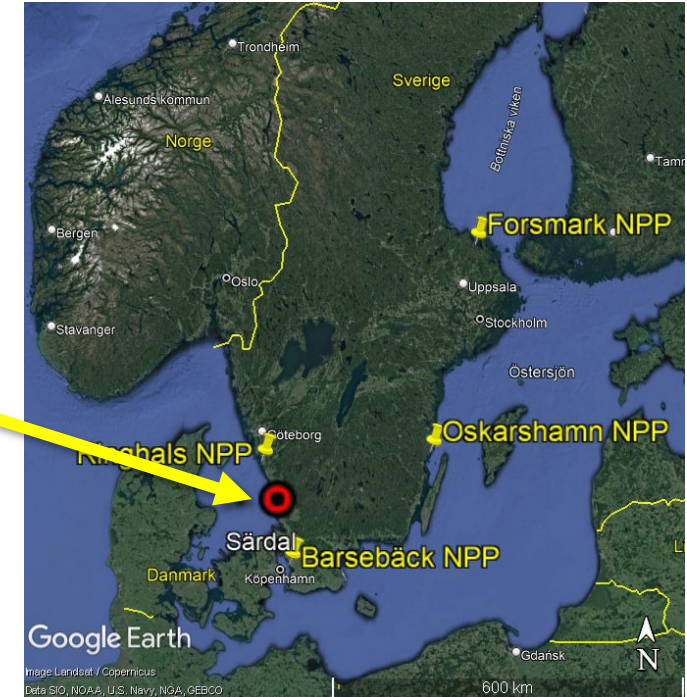 Trondheim
Sverige
Ålesunds kommun
Norge
Bottniska viken
Bergen
Forsmark NPP
Oslo
Uppsala
Stavanger
Stockholm
Östersjön
Göteborg
Oskarshamn NPP
Ringhals NPP
Särdal
Barsebäck NPP
Danmark
Köpenhamn
Google Earth
Gdańsk
N
Image Landsat / Copernicus
Data SIO, NOAA, U.S. Navy, NGA, GEBCO
600 km